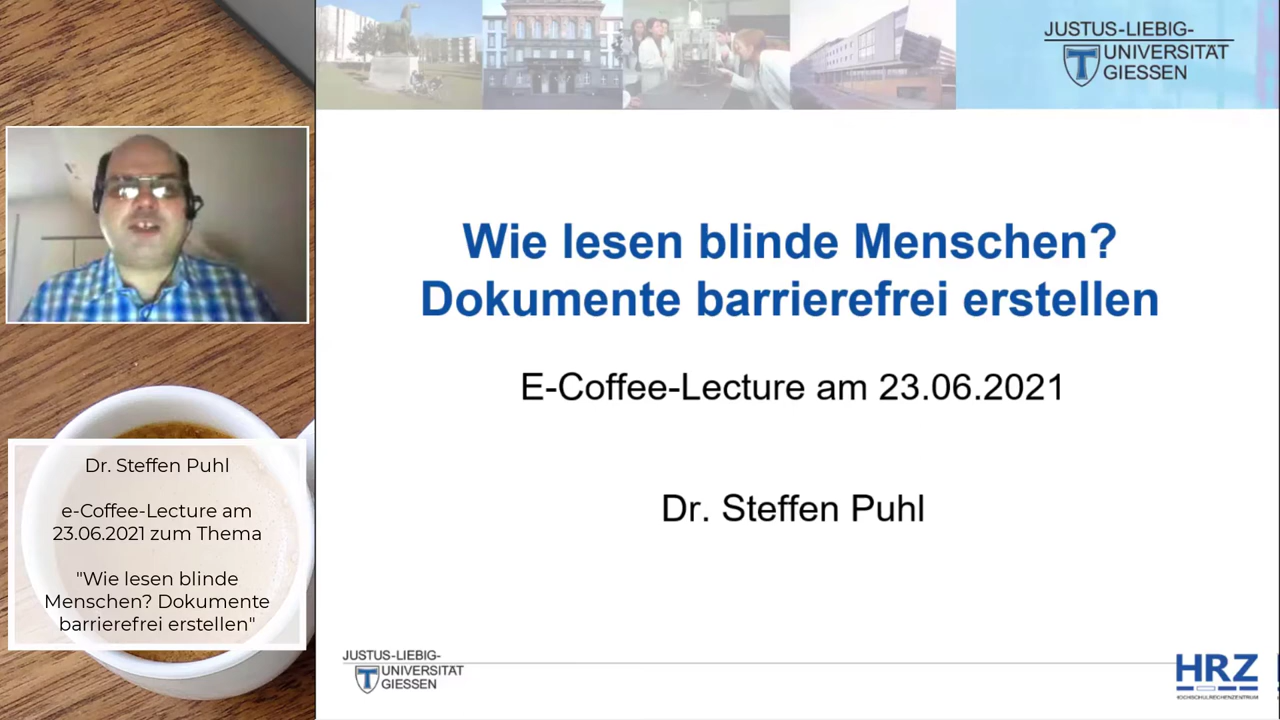 JUSTUS-LIEBIG-
UNIVERSITÄT
GIESSEN
Wie lesen blinde Menschen?
Dokumente barrierefrei erstellen
E-Coffee-Lecture am 23.06.2021
Dr. Steffen Puhl
Dr. Steffen Puhl
e-Coffee-Lecture am
23.06.2021 zum Thema
"Wie lesen blinde
Menschen? Dokumente
barrierefrei erstellen"
JUSTUS-LIEBIG-
UNIVERSITÄT
GIESSEN
HRZ
HOCHSCHULRECHENZENTRUM